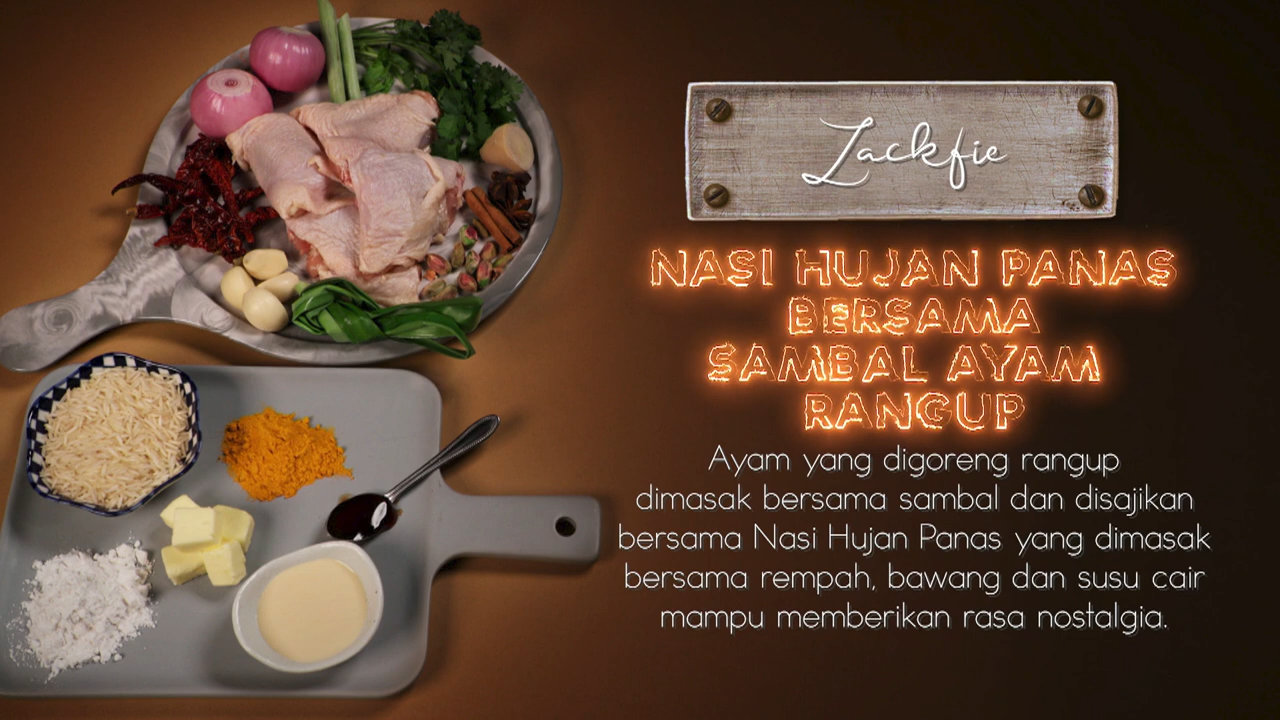 Zackfie
NASI HUJAN PANAS
BERSAMA
SAMBAL AYAM
RANGUP
Ayam yang digoreng rangup
dimasak bersama sambal dan disajikan
bersama Nasi Hujan Panas yang dimasak
bersama rempah, bawang dan susu cair
mampu memberikan rasa nostalgia.